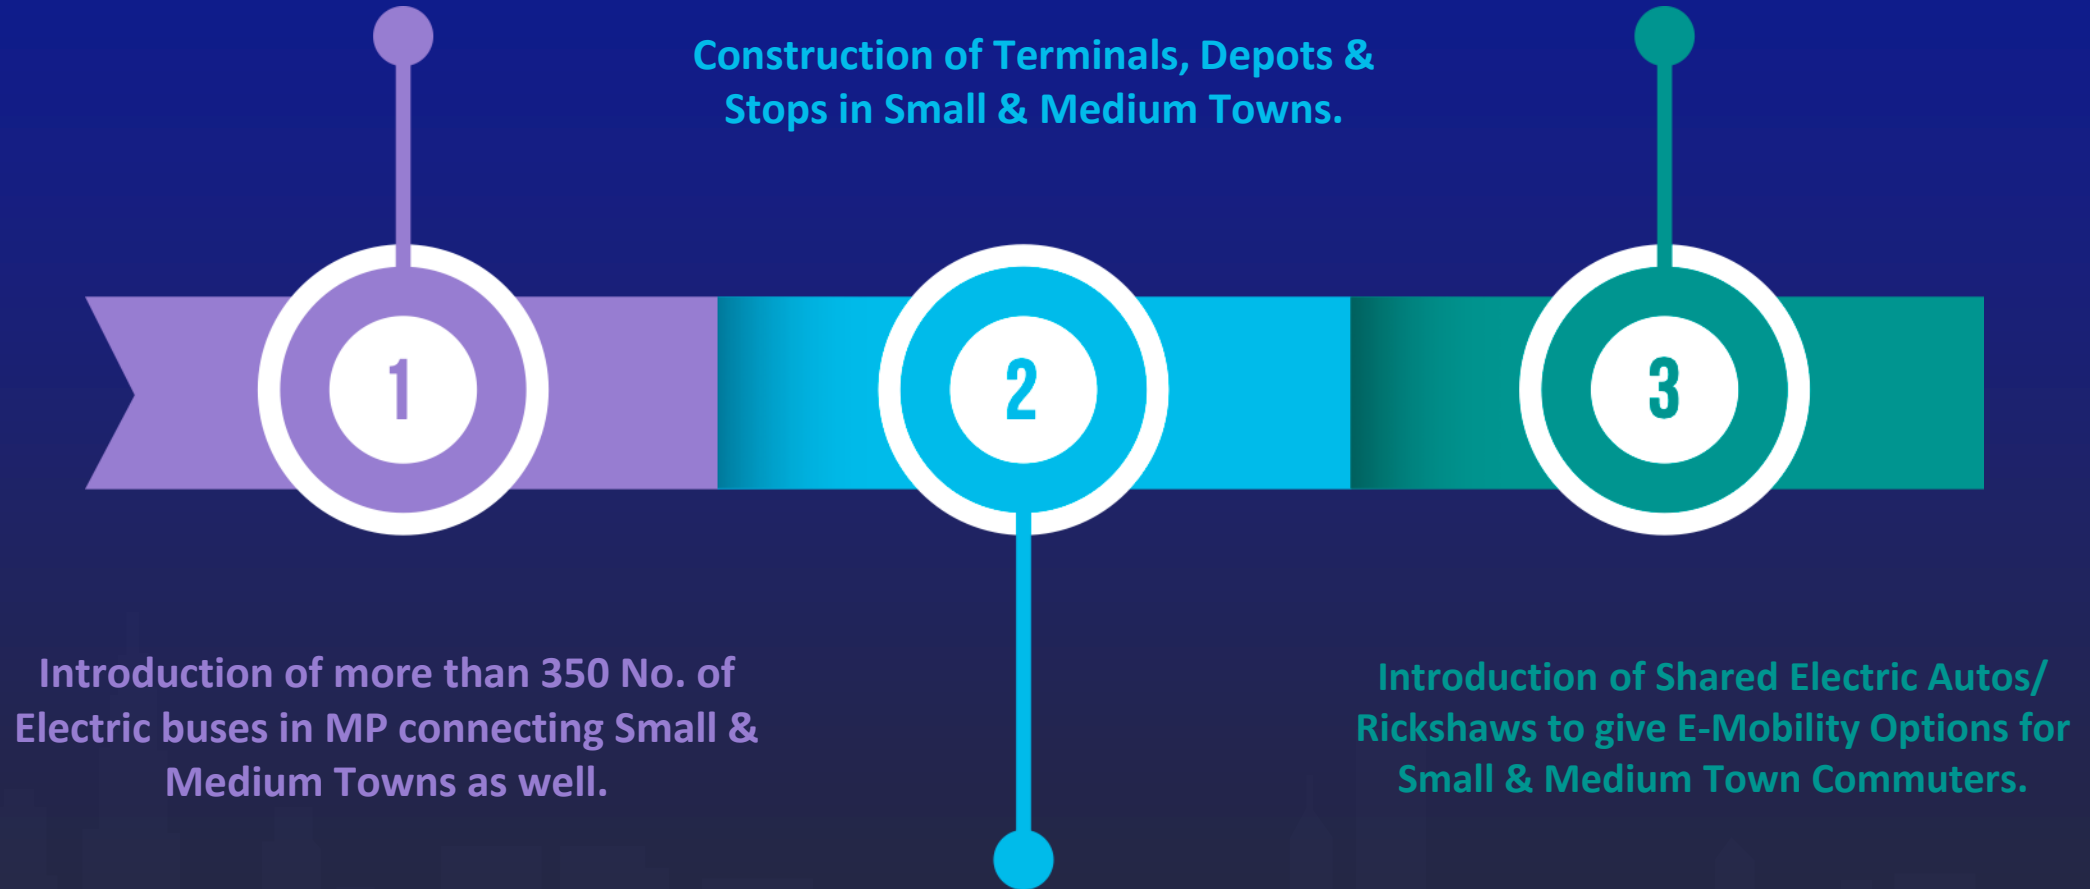 Construction of Terminals, Depots &
Stops in Small & Medium Towns.
1
2
3
Introduction of more than 350 No. of
Electric buses in MP connecting Small &
Medium Towns as well.
Introduction of Shared Electric Autos/
Rickshaws to give E-Mobility Options for
Small & Medium Town Commuters.